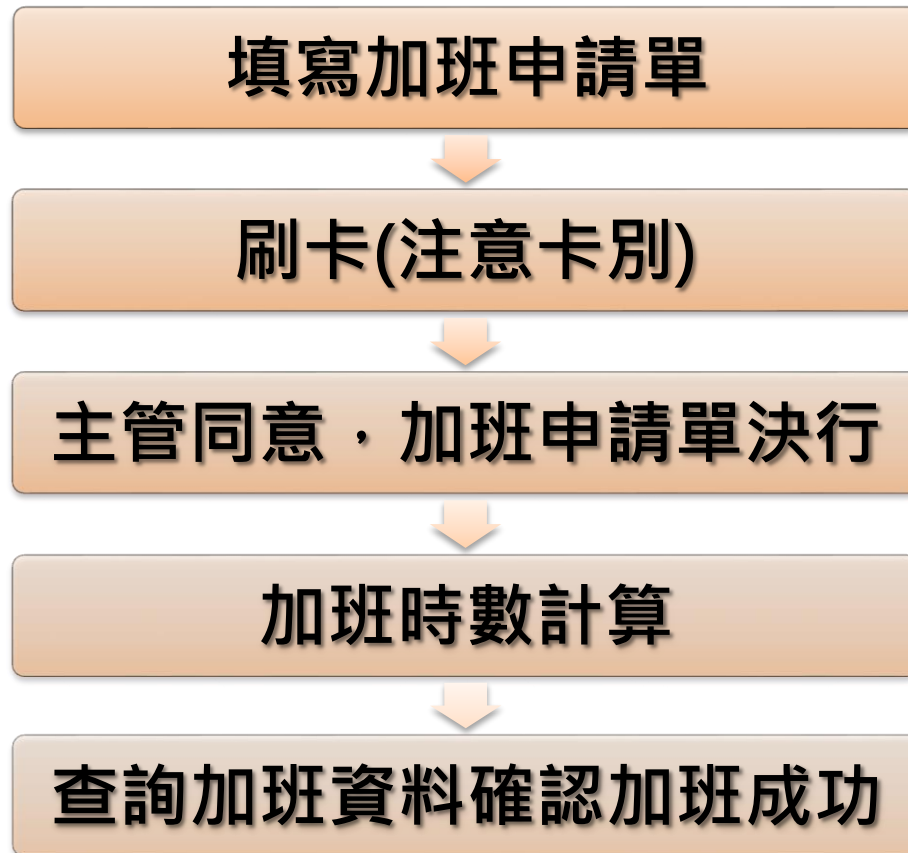 填寫加班申請單
刷卡(注意卡別)
主管同意，加班申請單決行
加班時數計算
查詢加班資料確認加班成功